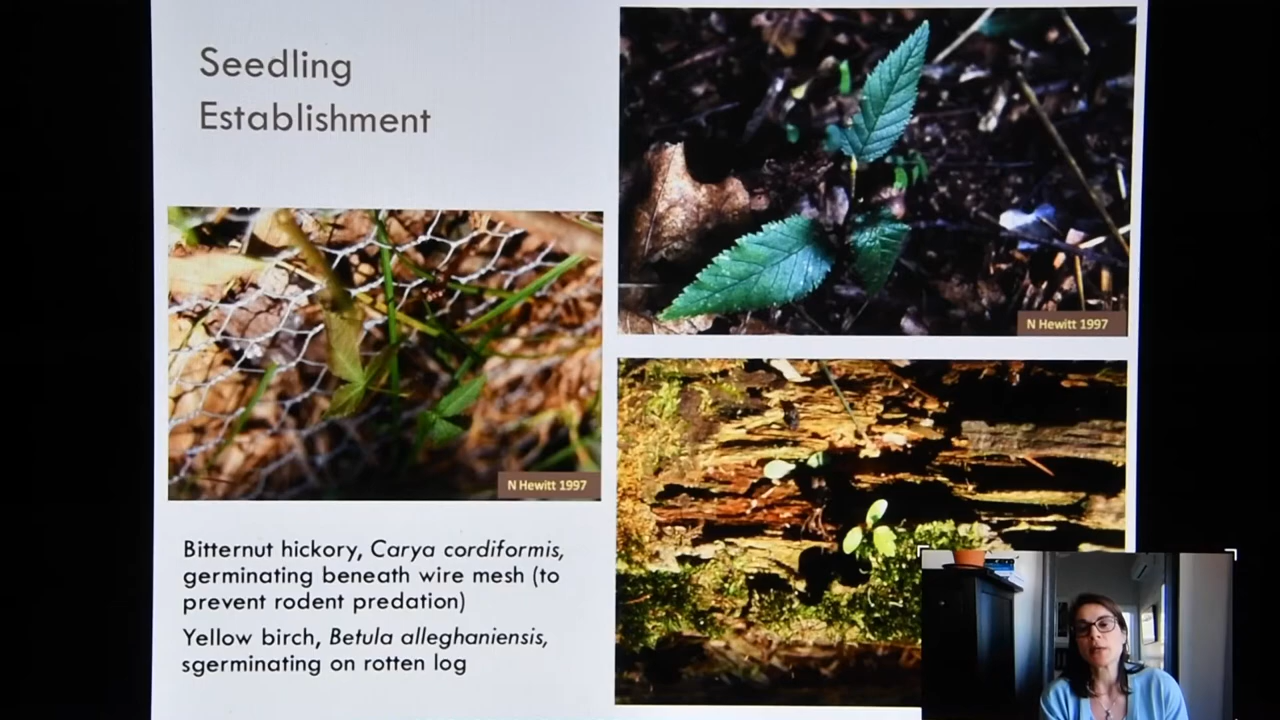 Seedling
Establishment
N Hewitt 1997
N Hewitt 1997
Bitternut hickory, Carya cordiformis,
germinating beneath wire mesh (to
prevent rodent predation)
Yellow birch, Betula alleghaniensis,
sgerminating on rotten log